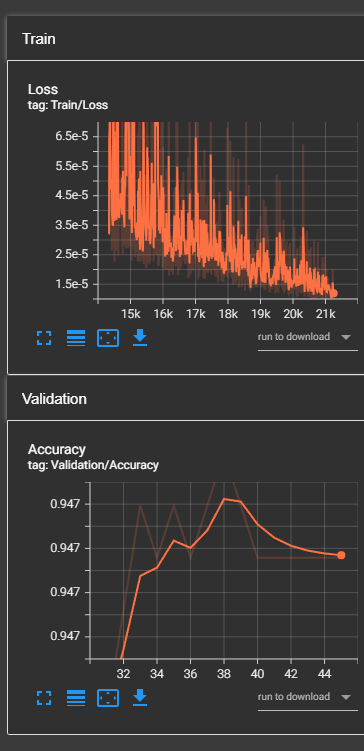 Train
Loss
tag: Train/Loss
6.5e-5
5.5e-5
4.5e-5
3.5e-5
2.5e-5
1.5e-5
15k 16k 17k 18k 19k 20k 21k
run to download
Validation
Accuracy
tag: Validation/Accuracy
0.947
0.947
0.947
0.947
32 34 36 38 40 42 44
run to download